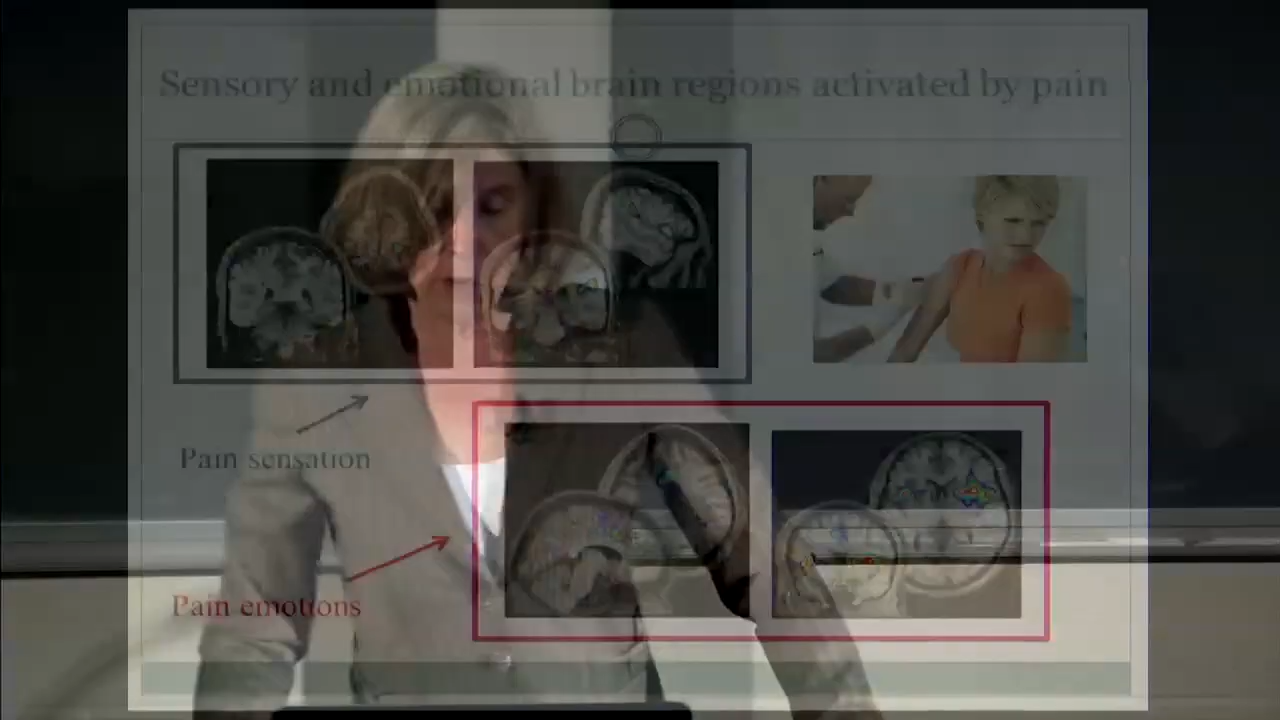 Sensory and emotional brain regions activated by pain
Pain sensation
Pain emotions